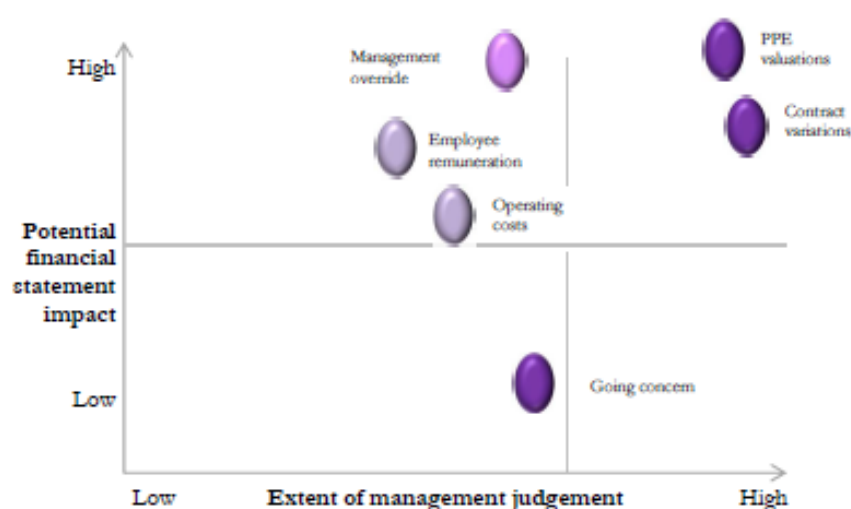 High
Management
override
PPE
valuations
Contract
variations
Employee
remuneration
Operating
costs
Potential
financial
statement
impact
Going concern
Low
Low
Extent of management judgement
High